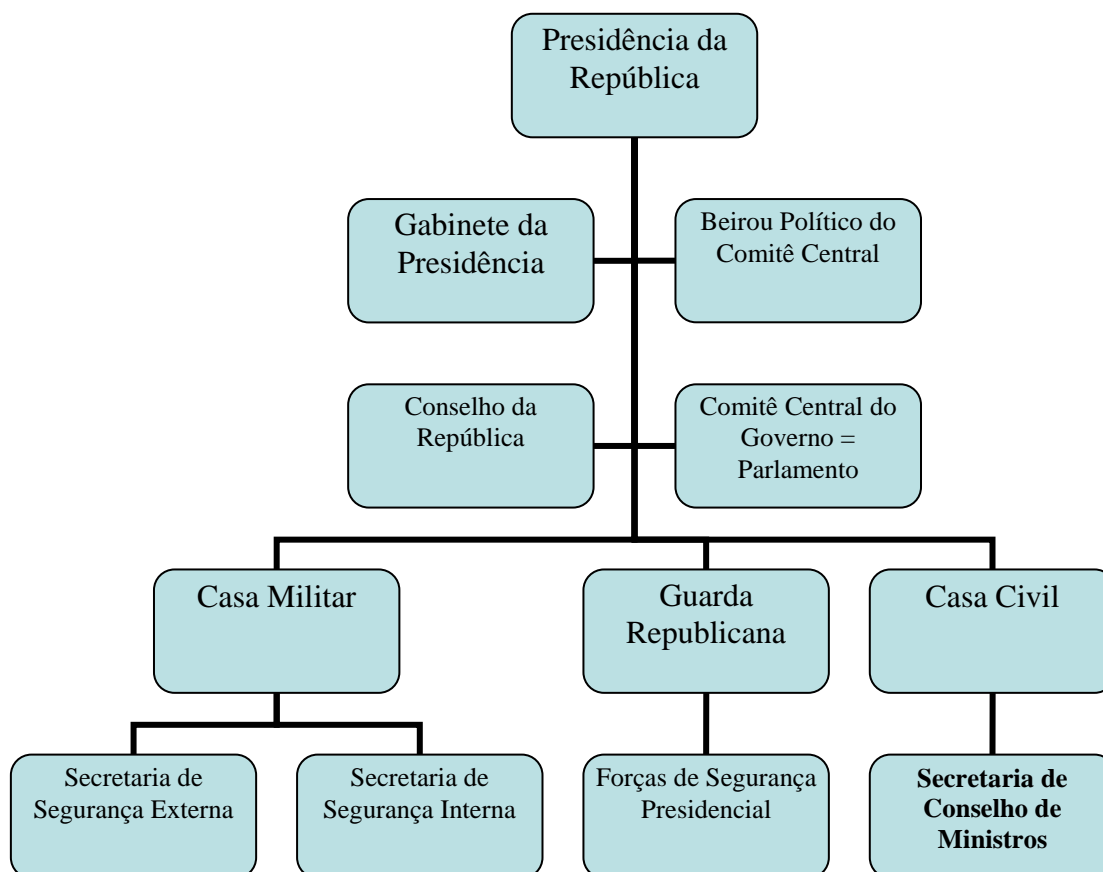 Presidência da
República
Gabinete da
Presidência
Beirou Político do
Comitê Central
Conselho da
República
Comitê Central do
Governo =
Parlamento
Casa Militar
Guarda
Republicana
Casa Civil
Secretaria de
Segurança Externa
Secretaria de
Segurança Interna
Forças de Segurança
Presidencial
Secretaria de
Conselho de
Ministros